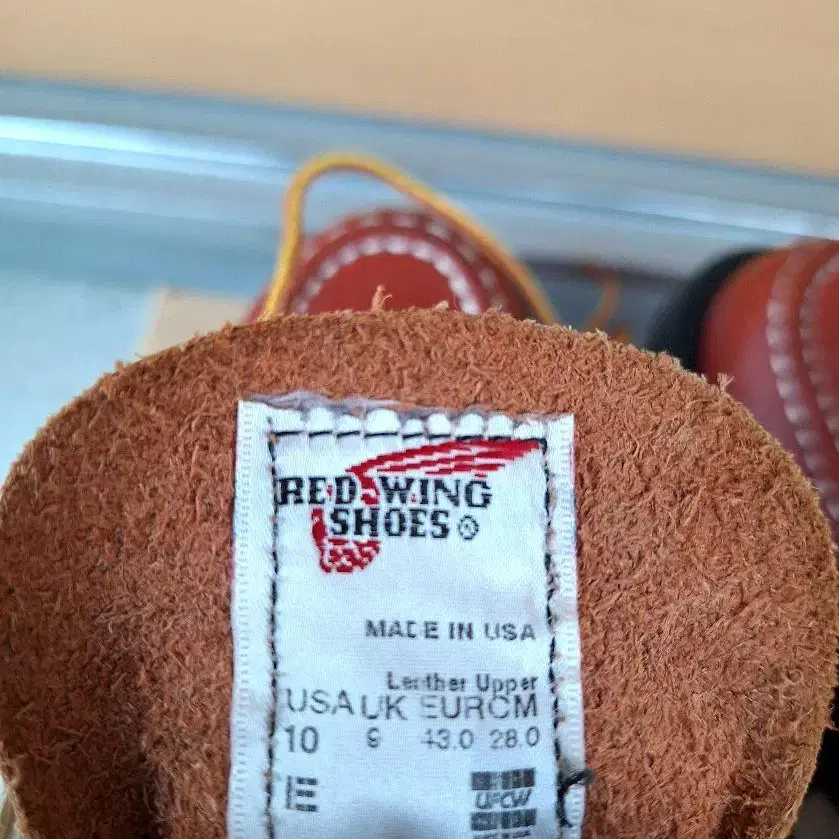 RED WING
SHOES ®
MADE IN USA
Leather Upper
USA UK EUR CM
10 9 43.0 28.0
E
UFCW